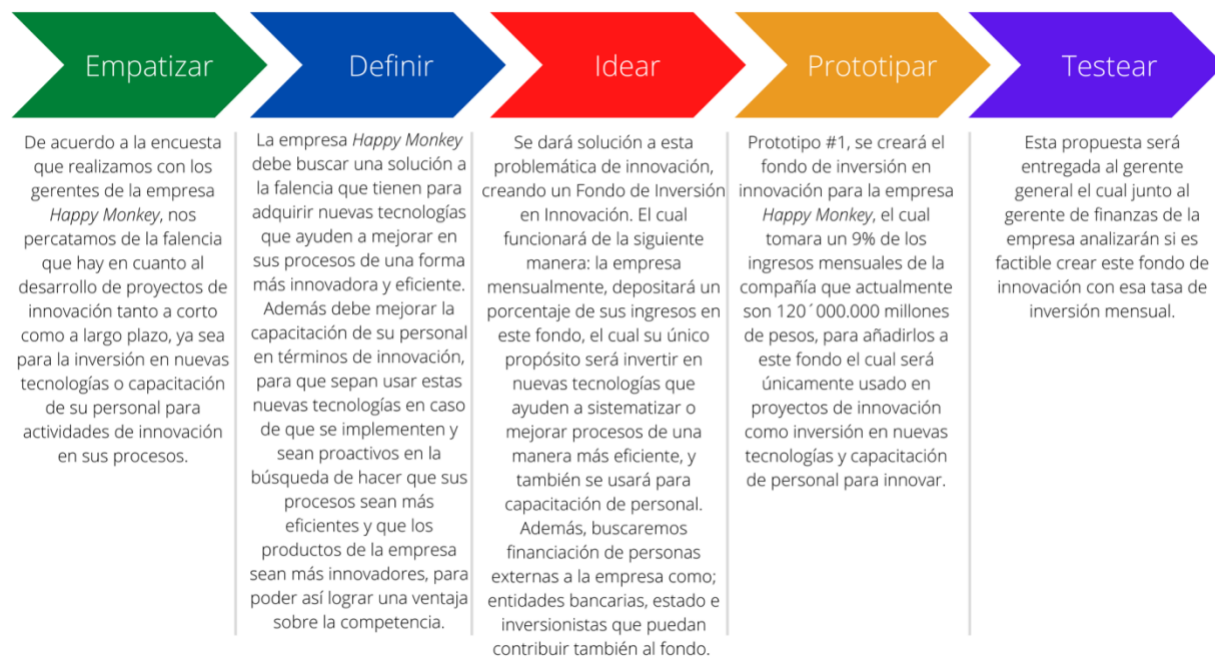 Empatizar
De acuerdo a la encuesta
que realizamos con los
gerentes de la empresa
Happy Monkey, nos
percatamos de la falencia
que hay en cuanto al
desarrollo de proyectos de
innovación tanto a corto
como a largo plazo, ya sea
para la inversión en nuevas
tecnologías o capacitación
de su personal para
actividades de innovación
en sus procesos.
Definir
La empresa Happy Monkey
debe buscar una solución a
la falencia que tienen para
adquirir nuevas tecnologías
que ayuden a mejorar en
sus procesos de una forma
más innovadora y eficiente.
Además debe mejorar la
capacitación de su personal
en términos de innovación,
para que sepan usar estas
nuevas tecnologías en caso
de que se implementen y
sean proactivos en la
búsqueda de hacer que sus
procesos sean más
eficientes y que los
productos de la empresa
sean más innovadores, para
poder así lograr una ventaja
sobre la competencia.
Idear
Se dará solución a esta
problemática de innovación,
creando un Fondo de Inversión
en Innovación. El cual
funcionará de la siguiente
manera: la empresa
mensualmente, depositará un
porcentaje de sus ingresos en
este fondo, el cual su único
propósito será invertir en
nuevas tecnologías que
ayuden a sistematizar o
mejorar procesos de una
manera más eficiente, y
también se usará para
capacitación de personal.
Además, buscaremos
financiación de personas
externas a la empresa como;
entidades bancarias, estado e
inversionistas que puedan
contribuir también al fondo.
Prototipar
Prototipo #1, se creará el
fondo de inversión en
innovación para la empresa
Happy Monkey, el cual
tomara un 9% de los
ingresos mensuales de la
compañía que actualmente
son 120´000.000 millones
de pesos, para añadirlos a
este fondo el cual será
únicamente usado en
proyectos de innovación
como inversión en nuevas
tecnologías y capacitación
de personal para innovar.
Testear
Esta propuesta será
entregada al gerente
general el cual junto al
gerente de finanzas de la
empresa analizarán si es
factible crear este fondo de
innovación con esa tasa de
inversión mensual.